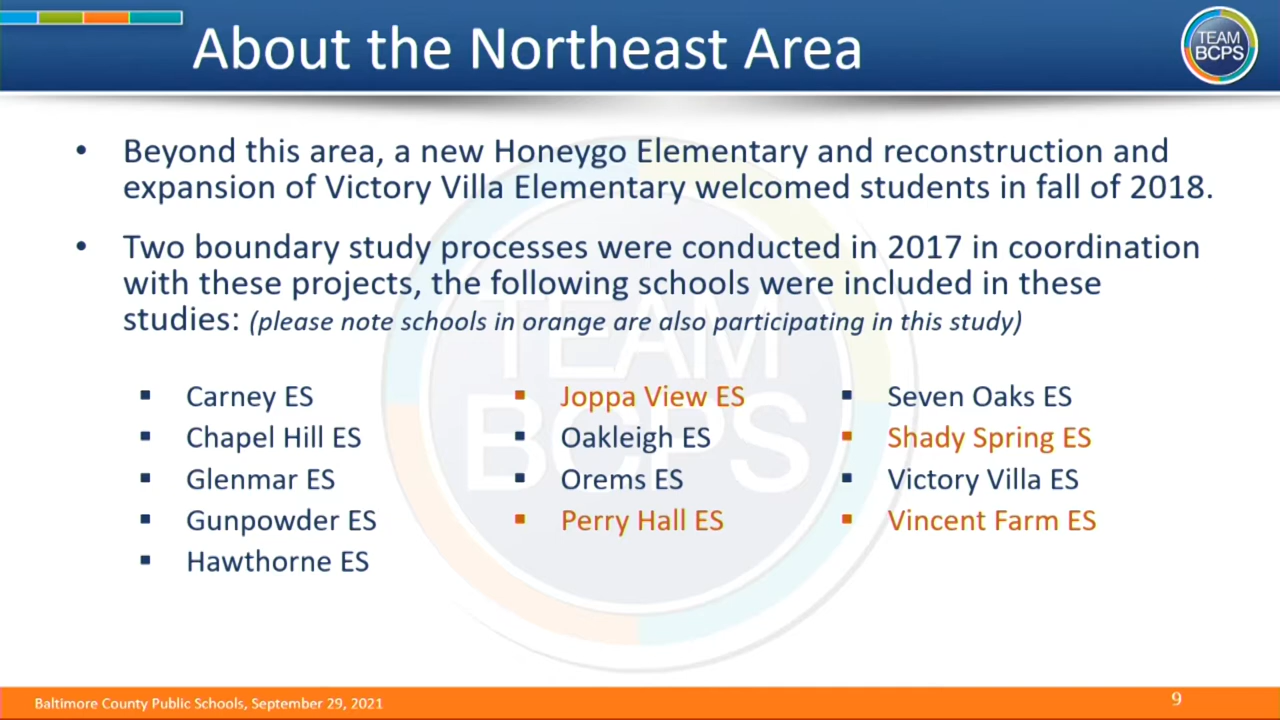 About the Northeast Area
TEAM
BCPS
• Beyond this area, a new Honeygo Elementary and reconstruction and
expansion of Victory Villa Elementary welcomed students in fall of 2018.
• Two boundary study processes were conducted in 2017 in coordination
with these projects, the following schools were included in these
studies: (please note schools in orange are also participating in this study)
TEAM
BCPS
▪ Carney ES
▪ Chapel Hill ES
▪ Glenmar ES
▪ Gunpowder ES
▪ Hawthorne ES
▪ Joppa View ES
▪ Oakleigh ES
▪ Orems ES
▪ Perry Hall ES
▪ Seven Oaks ES
▪ Shady Spring ES
▪ Victory Villa ES
▪ Vincent Farm ES
Baltimore County Public Schools, September 29, 2021
9